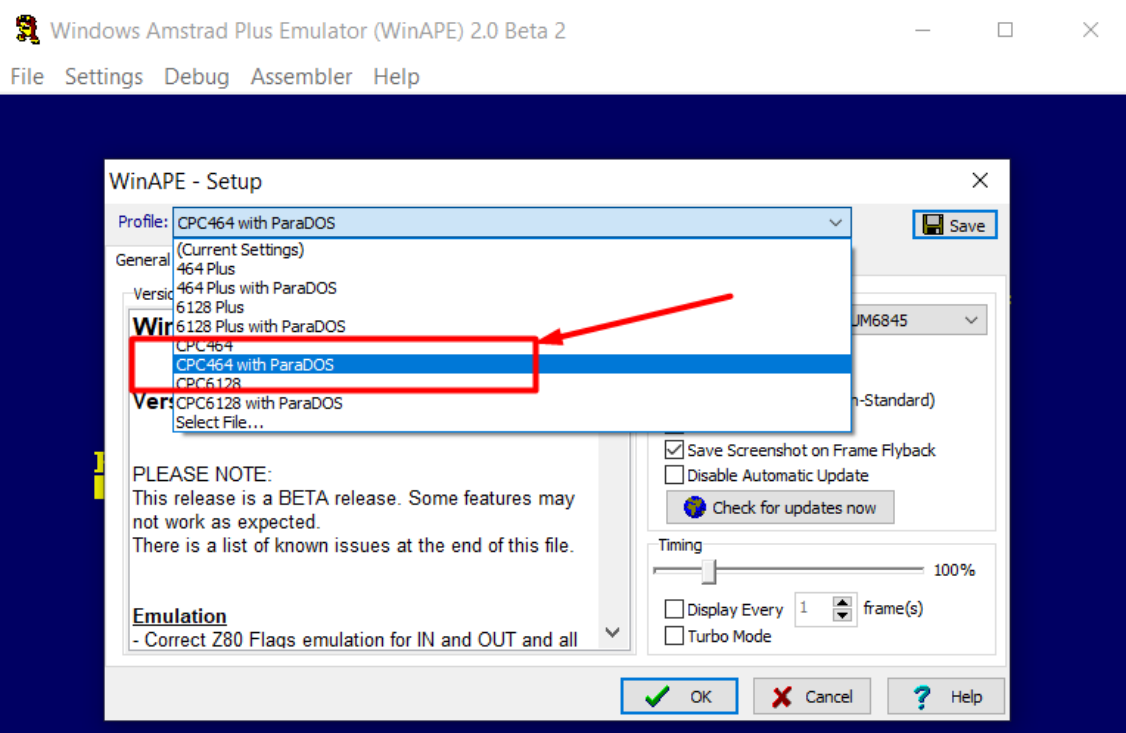 Windows Amstrad Plus Emulator (WinAPE) 2.0 Beta 2
File Settings Debug Assembler Help
WinAPE - Setup
Profile: CPC464 with ParaDOS
Save
(Current Settings)
General
464 Plus
464 Plus with ParaDOS
6128 Plus
6128 Plus with ParaDOS
CPC464
CPC464 with ParaDOS
CPC6128
CPC6128 with ParaDOS
Select File...
Save Screenshot on Frame Flyback
Disable Automatic Update
Check for updates now
PLEASE NOTE:
This release is a BETA release. Some features may
not work as expected.
There is a list of known issues at the end of this file.
Emulation
- Correct Z80 Flags emulation for IN and OUT and all
Timing
100%
Display Every 1 frame(s)
Turbo Mode
OK Cancel Help